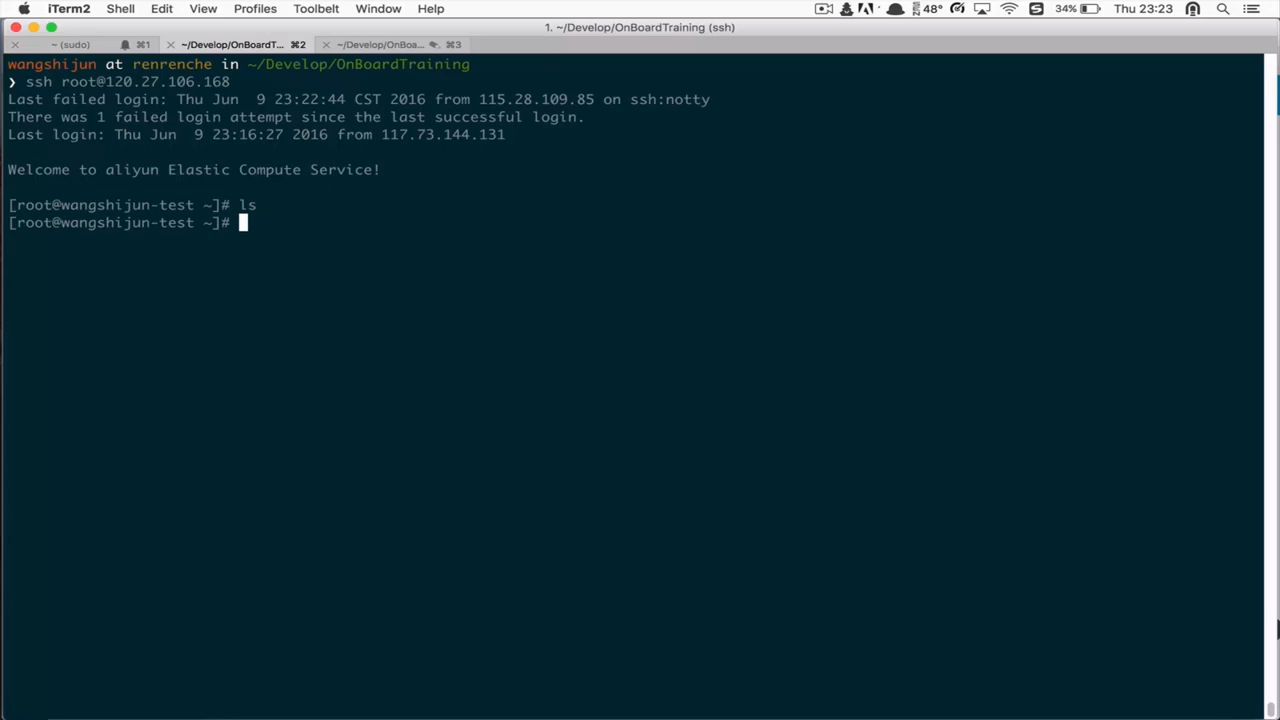 iTerm2 Shell Edit View Profiles Toolbelt Window Help 48° 34% Thu 23:23
1. ~/Develop/OnBoardTraining (ssh)
~ (sudo) ⌘1 ~/Develop/OnBoardT... ⌘2 ~/Develop/OnBoa... ⌘3
wangshijun at renrenche in ~/Develop/OnBoardTraining
❯ ssh root@120.27.106.168
Last failed login: Thu Jun  9 23:22:44 CST 2016 from 115.28.109.85 on ssh:notty
There was 1 failed login attempt since the last successful login.
Last login: Thu Jun  9 23:16:27 2016 from 117.73.144.131
Welcome to aliyun Elastic Compute Service!
[root@wangshijun-test ~]# ls
[root@wangshijun-test ~]#